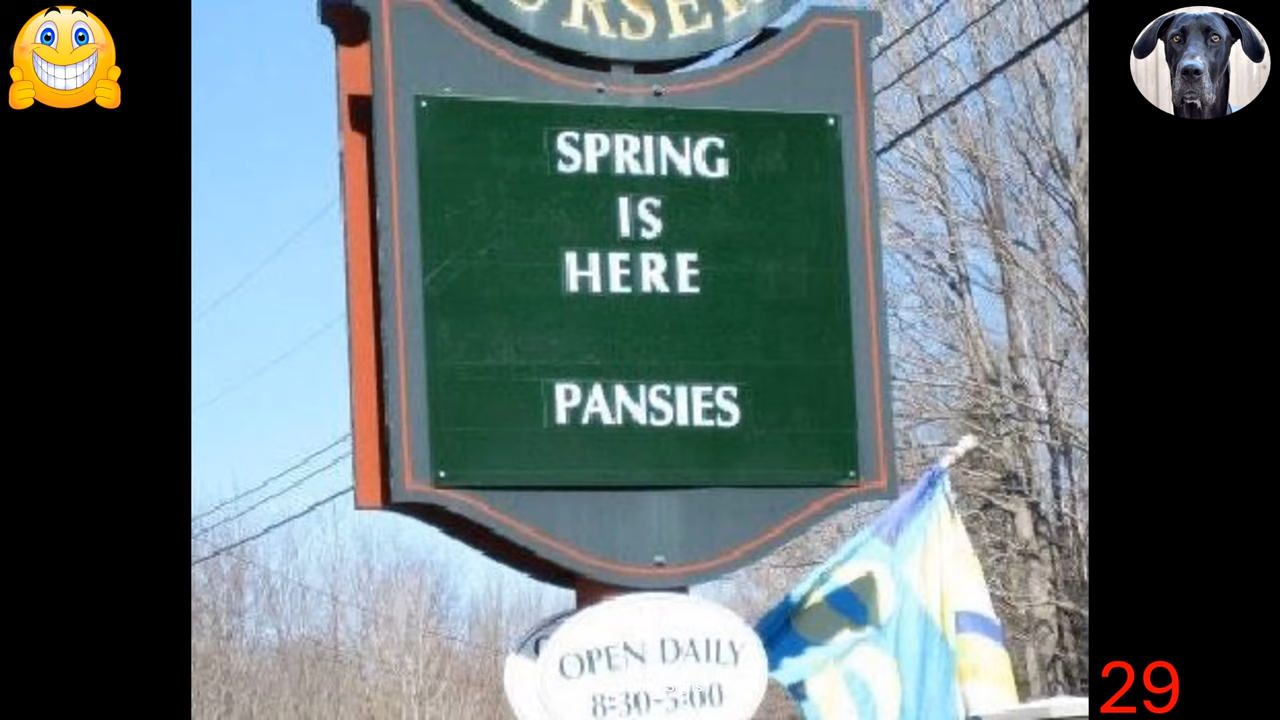 SPRING
IS
HERE
PANSIES
OPEN DAILY
8:30-5:00
29